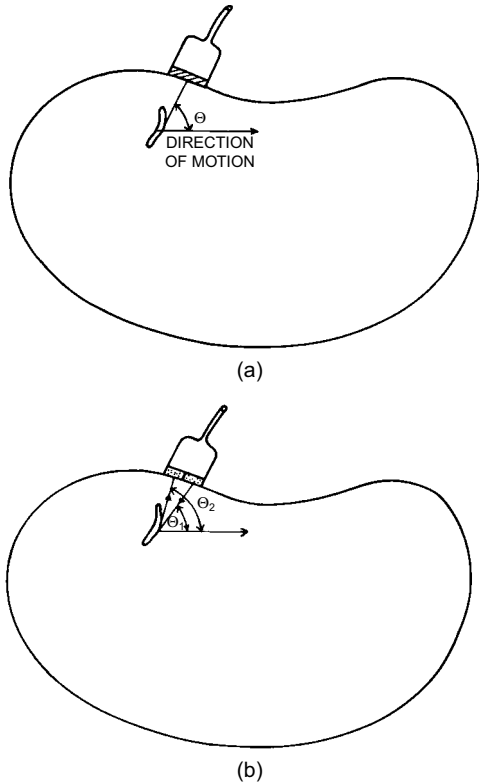 Θ
DIRECTION
OF MOTION
(a)
Θ2
Θ1
(b)